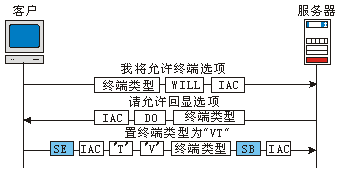 客户 服务器
我将允许终端选项
终端类型 WILL IAC
请允许回显选项
IAC DO 终端类型
置终端类型为"VT"
SE IAC 'T' 'V' 终端类型 SB IAC